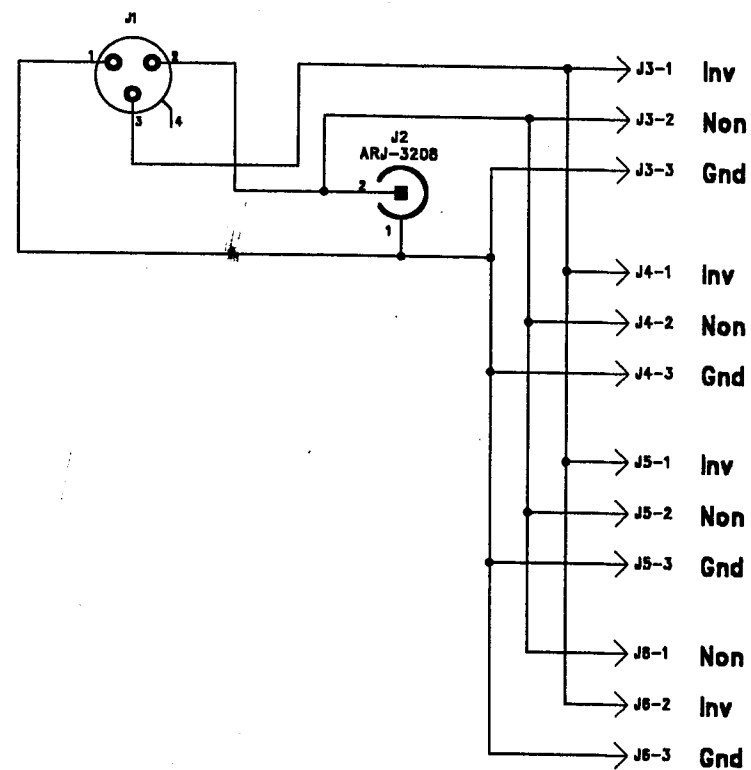 J1
1 2
3 4
J2
ARJ-3208
2
1
J3-1 Inv
J3-2 Non
J3-3 Gnd
J4-1 Inv
J4-2 Non
J4-3 Gnd
J5-1 Inv
J5-2 Non
J5-3 Gnd
J6-1 Non
J6-2 Inv
J6-3 Gnd